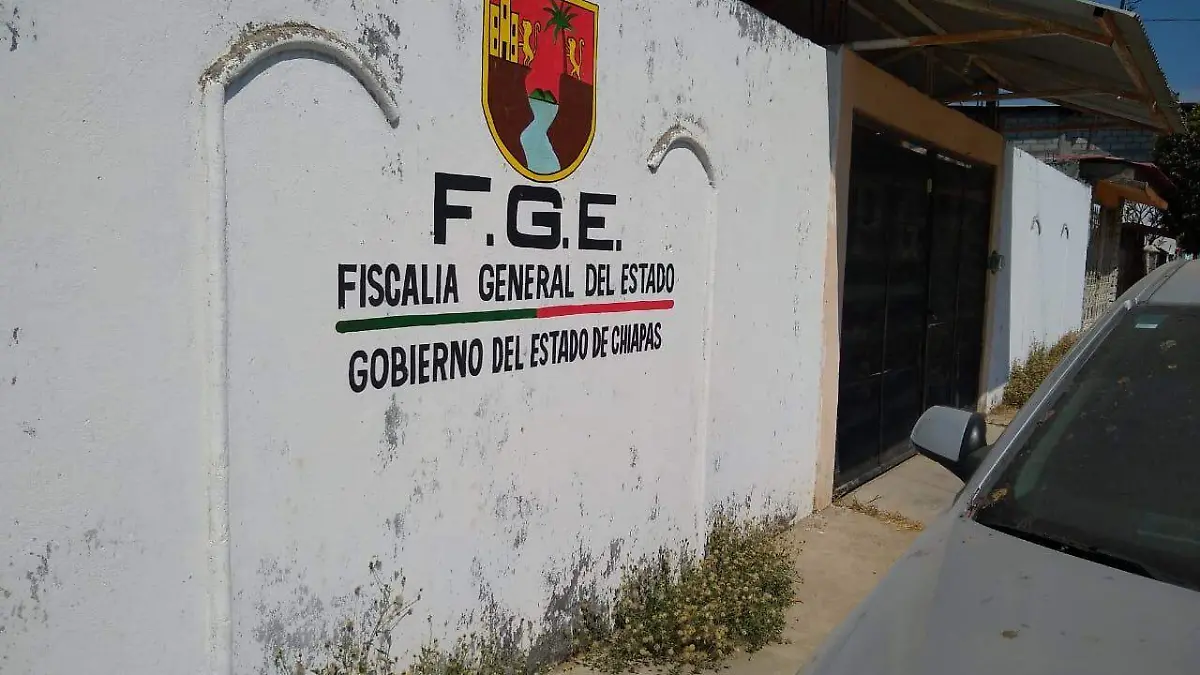 F.G.E.
FISCALIA GENERAL DEL ESTADO
GOBIERNO DEL ESTADO DE CHIAPAS